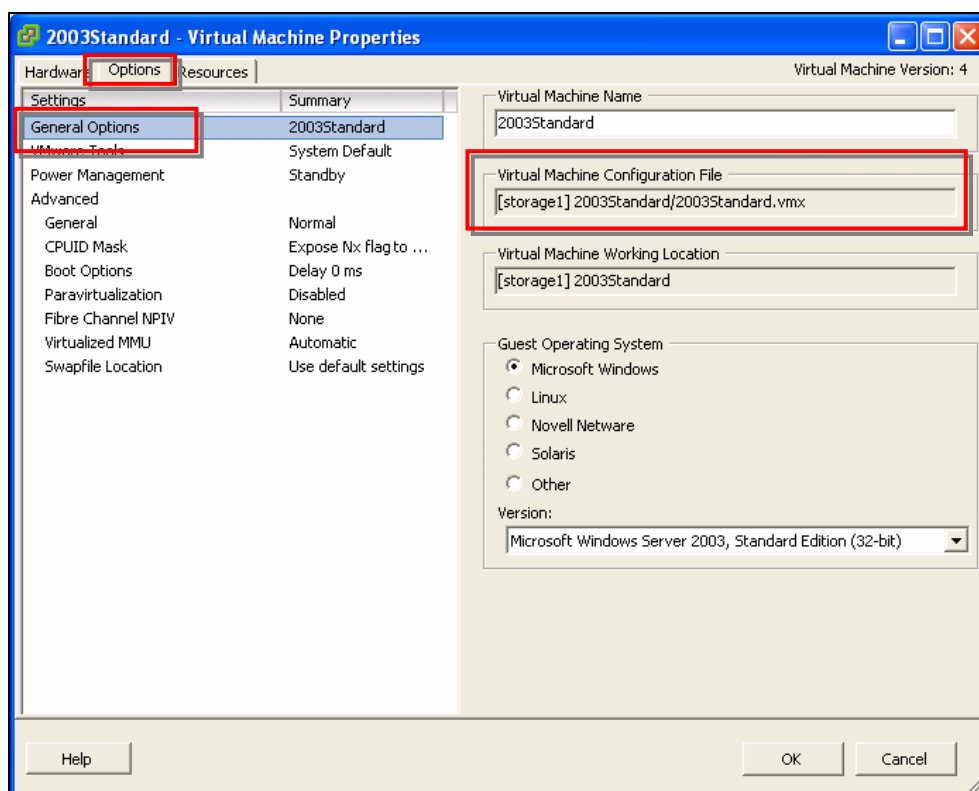 2003Standard - Virtual Machine Properties
Hardware Options Resources
Virtual Machine Version: 4
Settings Summary
General Options 2003Standard
VMware Tools System Default
Power Management Standby
Advanced
General Normal
CPUID Mask Expose Nx flag to ...
Boot Options Delay 0 ms
Paravirtualization Disabled
Fibre Channel NPIV None
Virtualized MMU Automatic
Swapfile Location Use default settings
Virtual Machine Name
2003Standard
Virtual Machine Configuration File
[storage1] 2003Standard/2003Standard.vmx
Virtual Machine Working Location
[storage1] 2003Standard
Guest Operating System
Microsoft Windows
Linux
Novell Netware
Solaris
Other
Version:
Microsoft Windows Server 2003, Standard Edition (32-bit)
Help OK Cancel